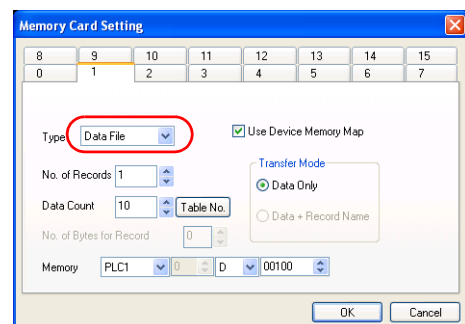 Memory Card Setting
8 9 10 11 12 13 14 15
0 1 2 3 4 5 6 7
Type Data File Use Device Memory Map
No. of Records 1 Transfer Mode
Data Only
Data Count 10 Table No.
Data + Record Name
No. of Bytes for Record 0
Memory PLC1 0 D 00100
OK Cancel